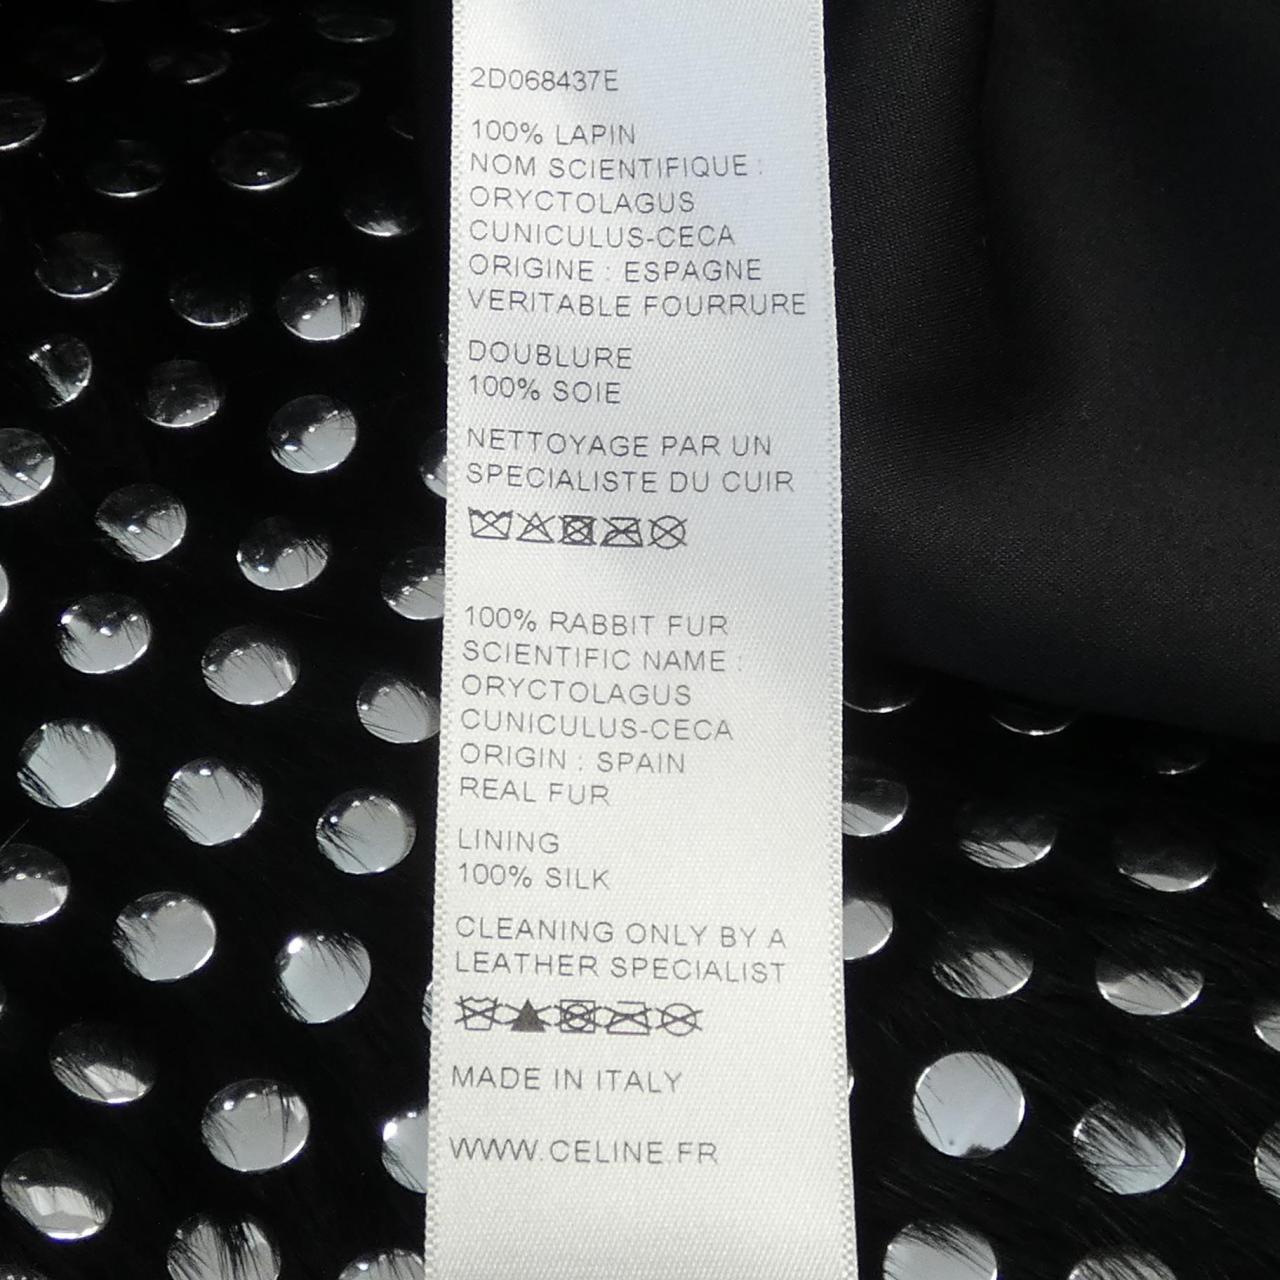 2D068437E
100% LAPIN
NOM SCIENTIFIQUE :
ORYCTOLAGUS
CUNICULUS-CECA
ORIGINE : ESPAGNE
VERITABLE FOURRURE
DOUBLURE
100% SOIE
NETTOYAGE PAR UN
SPECIALISTE DU CUIR
100% RABBIT FUR
SCIENTIFIC NAME :
ORYCTOLAGUS
CUNICULUS-CECA
ORIGIN : SPAIN
REAL FUR
LINING
100% SILK
CLEANING ONLY BY A
LEATHER SPECIALIST
MADE IN ITALY
WWW.CELINE.FR